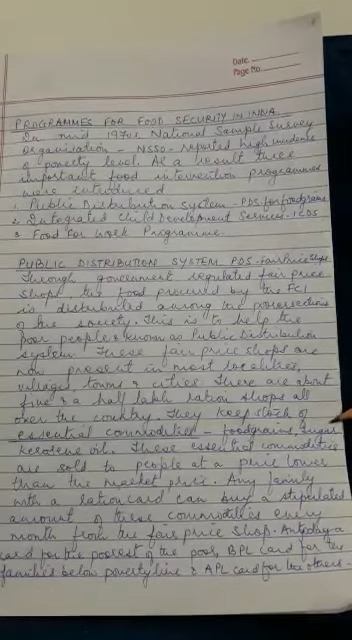 Date
Page No.
PROGRAMMES FOR FOOD SECURITY IN INDIA
In mid 1970s, National Sample Survey
Organisation - NSSO - reported high incidence
of poverty level. As a result three
important food intervention programmes
were introduced
1. Public Distribution System - PDS - for foodgrains
2. Integrated Child Development Services - ICDS
3. Food For Work Programme.
PUBLIC DISTRIBUTION SYSTEM PDS - Fair Price Shops
Through government regulated fair price
shops, the food procured by the FCI
is distributed among the poor sections
of the society. This is to help the
poor people & known as Public Distribution
System. These fair price shops are
now present in most localities,
villages, towns & cities. There are about
five & a half lakh ration shops all
over the country. They keep stock of
essential commodities - foodgrains, sugar
kerosene oil. These essential commodities
are sold to people at a price lower
than the market price. Any family
with a ration card can buy a stipulated
amount of these commodities every
month from the fair price shop. Antodaya
card for the poorest of the poor, BPL card for the
families below poverty line & APL card for the others -